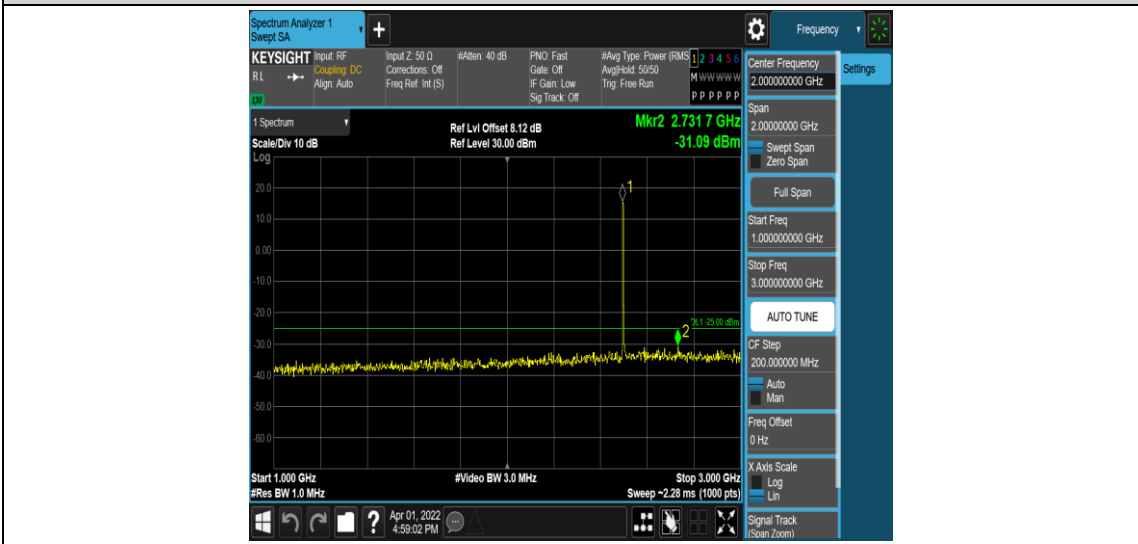 Spectrum Analyzer 1
Swept SA
+
Frequency
KEYSIGHT
RL
LXI
Input: RF
Coupling: DC
Align: Auto
Input Z: 50 Ω
Corrections: Off
Freq Ref: Int (S)
#Atten: 40 dB
PNO: Fast
Gate: Off
IF Gain: Low
Sig Track: Off
#Avg Type: Power (RMS
Avg|Hold: 50/50
Trig: Free Run
1 2 3 4 5 6
M W W W W W
P P P P P P
1 Spectrum
Scale/Div 10 dB
Log
Ref Lvl Offset 8.12 dB
Ref Level 30.00 dBm
Mkr2 2.731 7 GHz
-31.09 dBm
20.0
10.0
0.00
-10.0
-20.0
-30.0
-40.0
-50.0
-60.0
1
DL1 -25.00 dBm
2
Start 1.000 GHz
#Res BW 1.0 MHz
#Video BW 3.0 MHz
Stop 3.000 GHz
Sweep ~2.28 ms (1000 pts)
?
Apr 01, 2022
4:59:02 PM
Center Frequency
2.000000000 GHz
Settings
Span
2.00000000 GHz
Swept Span
Zero Span
Full Span
Start Freq
1.000000000 GHz
Stop Freq
3.000000000 GHz
AUTO TUNE
CF Step
200.000000 MHz
Auto
Man
Freq Offset
0 Hz
X Axis Scale
Log
Lin
Signal Track
(Span Zoom)